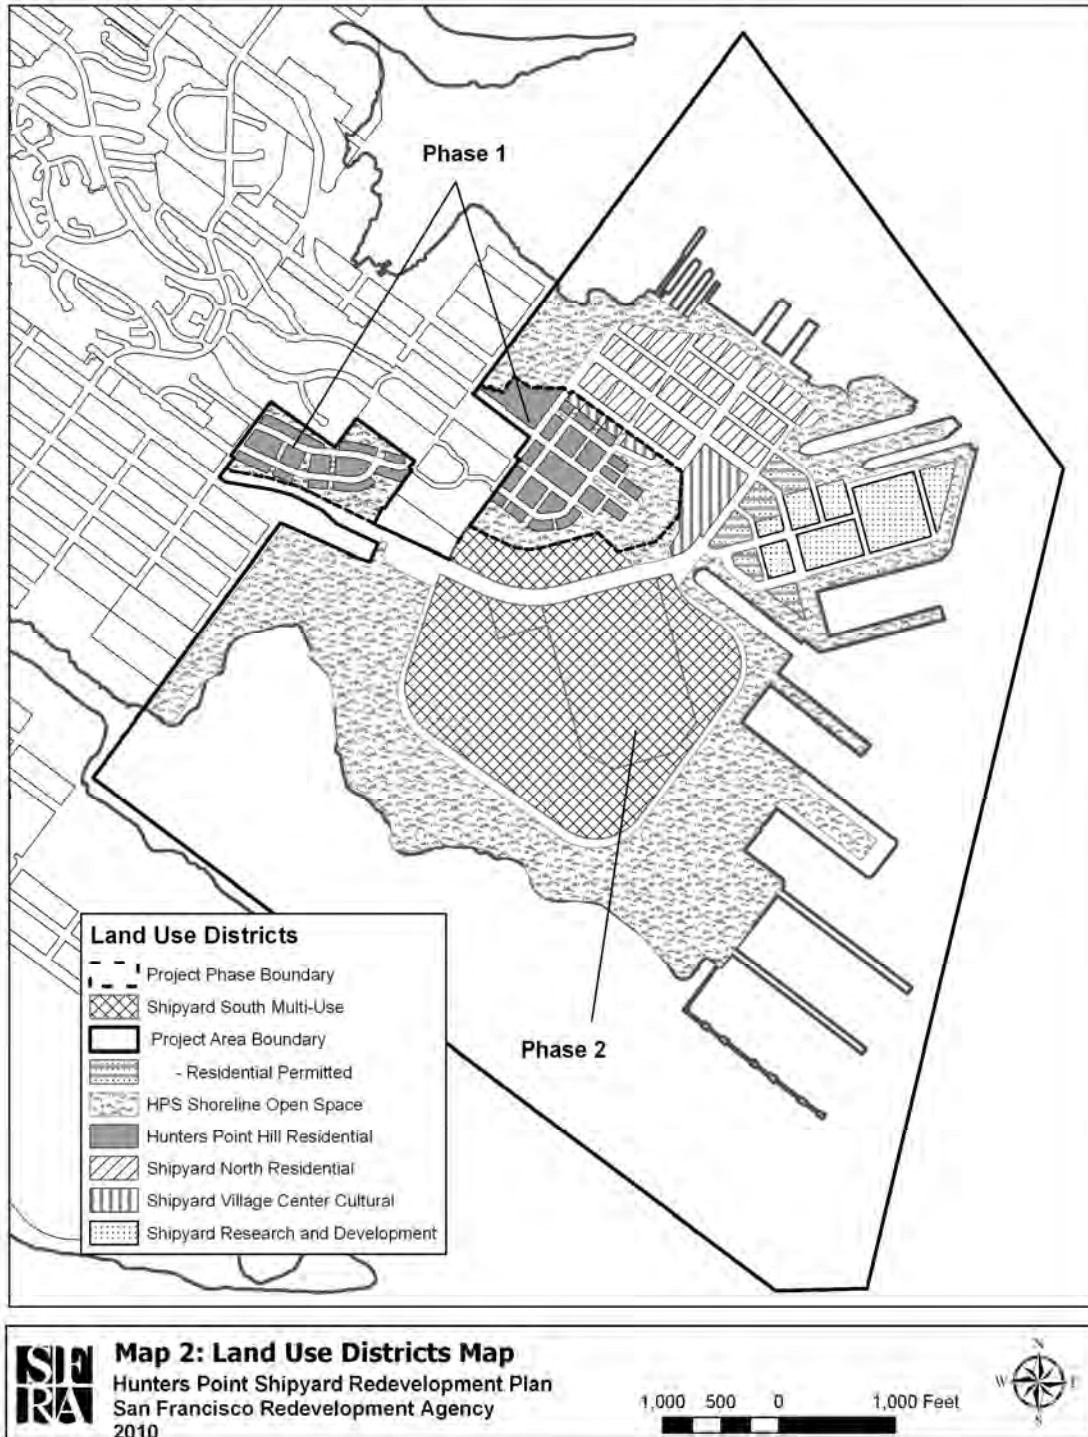 Phase 1
Phase 2
Land Use Districts
Project Phase Boundary
Shipyard South Multi-Use
Project Area Boundary
- Residential Permitted
HPS Shoreline Open Space
Hunters Point Hill Residential
Shipyard North Residential
Shipyard Village Center Cultural
Shipyard Research and Development
SFRA
Map 2: Land Use Districts Map
Hunters Point Shipyard Redevelopment Plan
San Francisco Redevelopment Agency
2010
1,000 500 0 1,000 Feet
N
W E
S